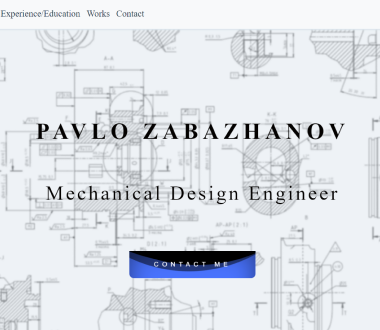 Experience/Education Works Contact
PAVLO ZABAZHANOV
Mechanical Design Engineer
CONTACT ME